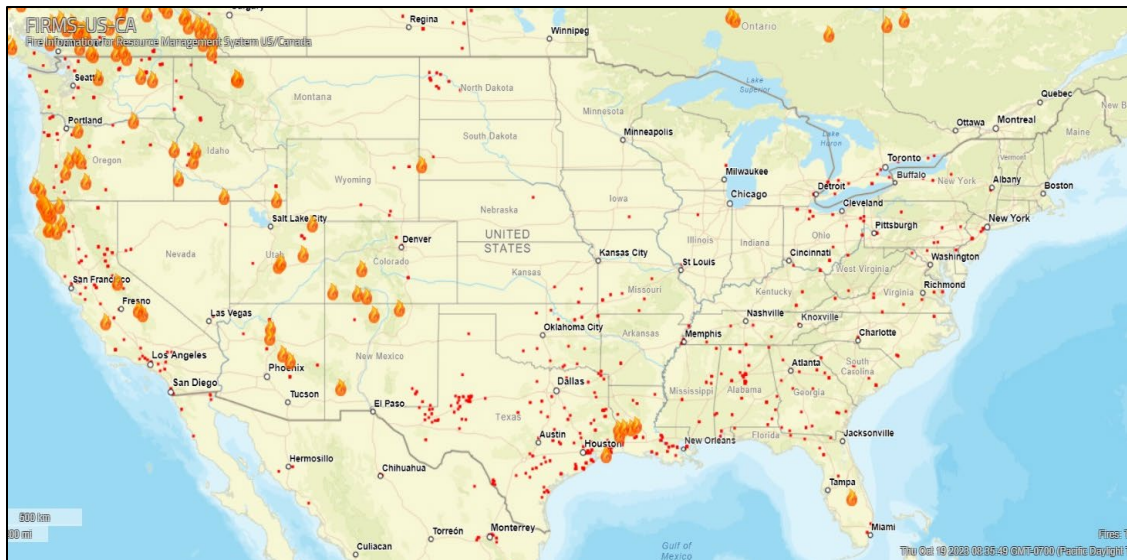 FIRMS-US-CA
Fire Information for Resource Management System US/Canada
Regina
Winnipeg
Ontario
Seatt
Lake
Superior
Quebec
Montana
North Dakota
Ottawa
Montreal
New B
Portland
Minnesota
Maine
Minneapolis
Lake
Huron
Oregon
Idaho
South Dakota
Toronto
Vermont
Wyoming
Milwaukee
Detroit
Buffalo
New York
Albany
Boston
Chicago
Cleveland
Iowa
Nebraska
Salt Lake City
New York
Pittsburgh
Nevada
Utah
Denver
UNITED
STATES
Illinois
Indiana
Ohio
Colorado
Kansas City
Cincinnati
Washington
San Francisco
Kansas
St Louis
West Virginia
Richmond
Fresno
Missouri
Kentucky
Virginia
Las Vegas
Nashville
Knoxville
Oklahoma City
Arkansas
Memphis
Charlotte
Los Angeles
New Mexico
Atlanta
South
Carolina
Phoenix
San Diego
Dallas
Mississippi
Alabama
Georgia
Tucson
El Paso
Texas
Austin
Houston
New Orleans
Florida
Jacksonville
Hermosillo
Chihuahua
Tampa
500 km
Miami
Torreón
Monterrey
Fires: T
Culiacan
Gulf of
Mexico
Thu Oct 19 2023 08:35:49 GMT-0700 (Pacific Daylight T